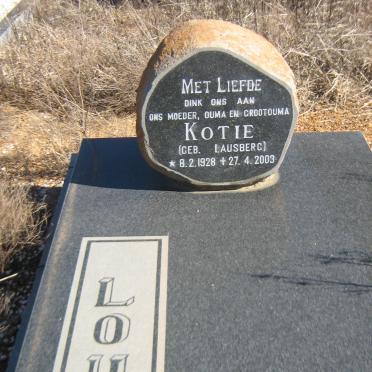 MET LIEFDE
DINK ONS AAN
ONS MOEDER, OUMA EN GROOTOUMA
KOTIE
(GEB. LAUSBERG)
* 8.2.1928 + 27.4.2003
LOU